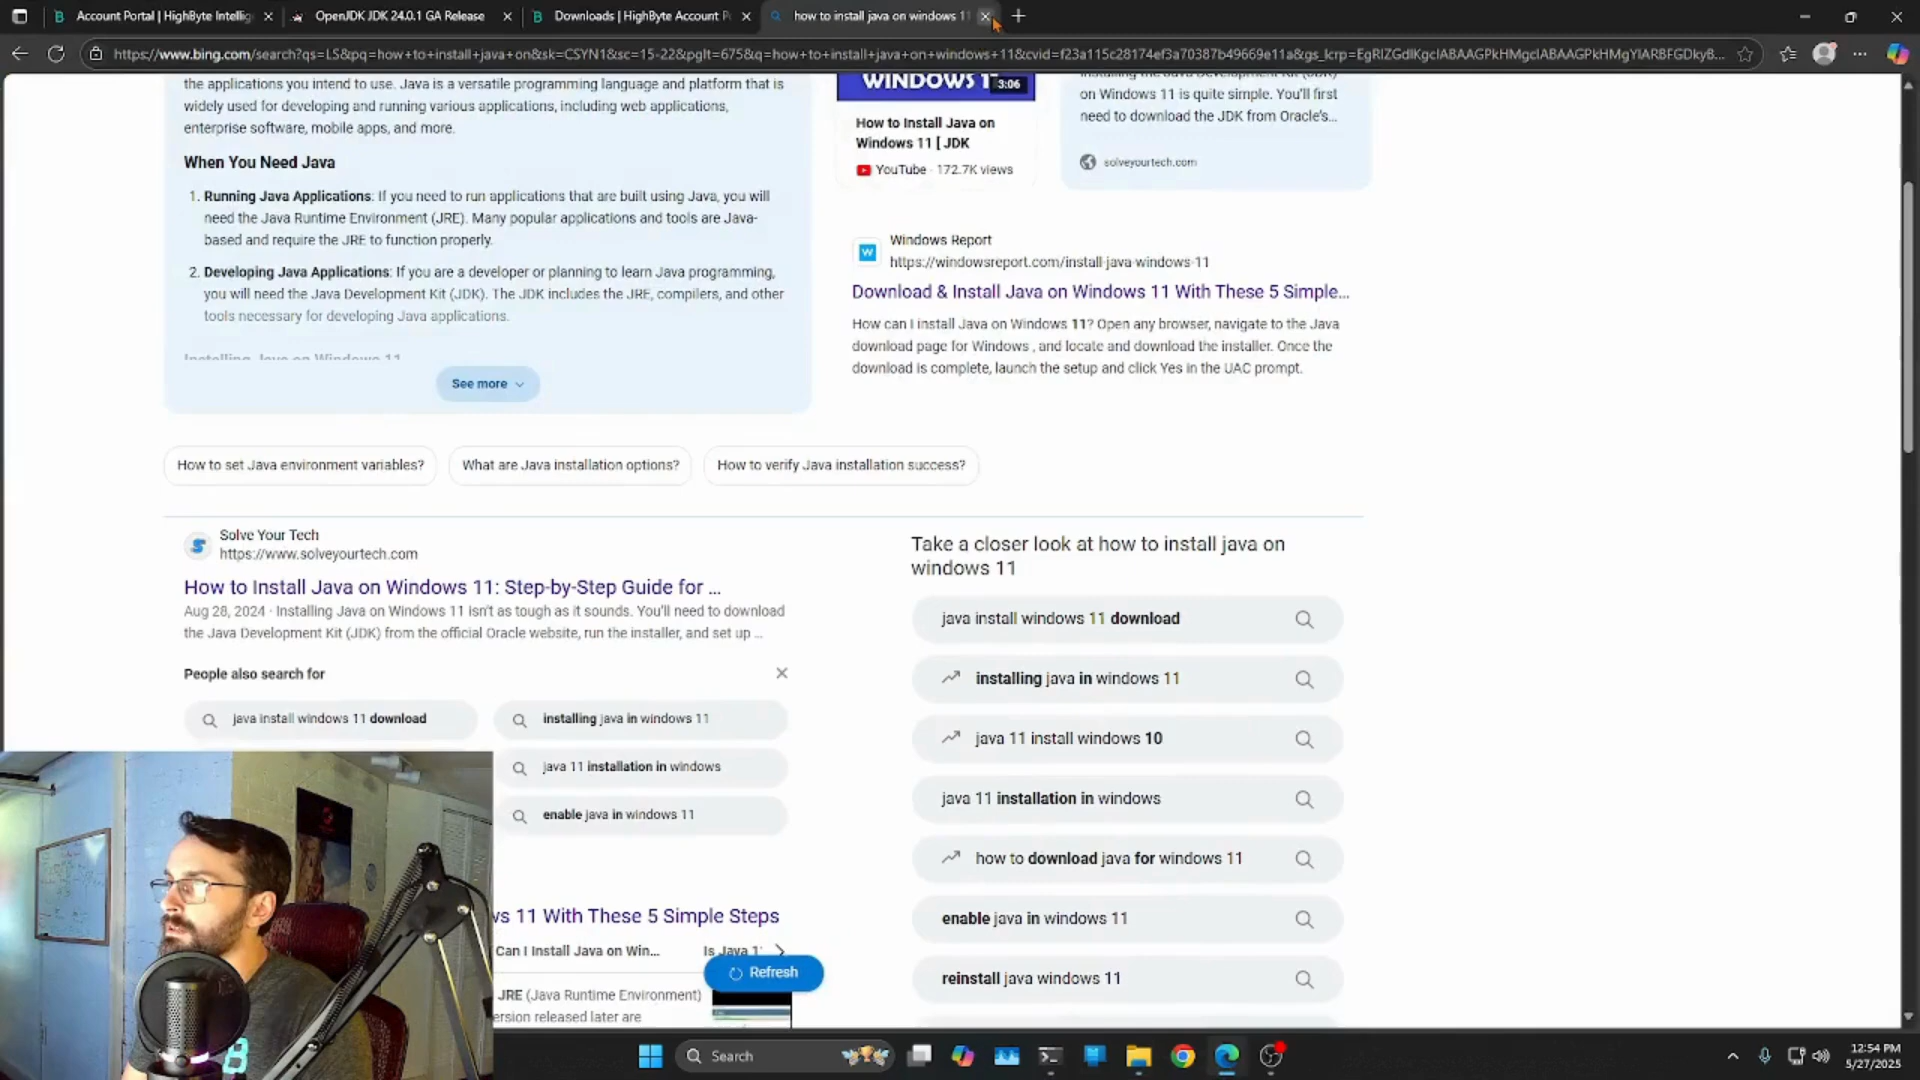 Account Portal | HighByte Intellig
OpenJDK JDK 24.0.1 GA Release
Downloads | HighByte Account P
how to install java on windows 11
https://www.bing.com/search?qs=LS&pq=how+to+install+java+on&sk=CSYN1&sc=15-22&pglt=675&q=how+to+install+java+on+windows+11&cvid=f23a115c28174ef3a70387b49669e11a&gs_lcrp=EgRlZGdlKgclABAAGPkHMgclABAAGPkHMgYIARBFGDkyB...
the applications you intend to use. Java is a versatile programming language and platform that is
widely used for developing and running various applications, including web applications,
enterprise software, mobile apps, and more.
When You Need Java
1. Running Java Applications: If you need to run applications that are built using Java, you will
need the Java Runtime Environment (JRE). Many popular applications and tools are Java-
based and require the JRE to function properly.
2. Developing Java Applications: If you are a developer or planning to learn Java programming,
you will need the Java Development Kit (JDK). The JDK includes the JRE, compilers, and other
tools necessary for developing Java applications.
Installing Java on Windows 11
See more
WINDOWS 1
3:06
How to Install Java on
Windows 11 [ JDK
YouTube · 172.7K views
installing the Java Development Kit (JDK)
on Windows 11 is quite simple. You'll first
need to download the JDK from Oracle's...
solveyourtech.com
Windows Report
https://windowsreport.com/install-java-windows-11
Download & Install Java on Windows 11 With These 5 Simple...
How can I install Java on Windows 11? Open any browser, navigate to the Java
download page for Windows , and locate and download the installer. Once the
download is complete, launch the setup and click Yes in the UAC prompt.
How to set Java environment variables?
What are Java installation options?
How to verify Java installation success?
Solve Your Tech
https://www.solveyourtech.com
How to Install Java on Windows 11: Step-by-Step Guide for ...
Aug 28, 2024 · Installing Java on Windows 11 isn't as tough as it sounds. You'll need to download
the Java Development Kit (JDK) from the official Oracle website, run the installer, and set up ...
People also search for
java install windows 11 download
installing java in windows 11
java 11 installation in windows
enable java in windows 11
vs 11 With These 5 Simple Steps
Can I Install Java on Win...
Is Java 1
JRE (Java Runtime Environment)
ersion released later are
Refresh
Take a closer look at how to install java on
windows 11
java install windows 11 download
installing java in windows 11
java 11 install windows 10
java 11 installation in windows
how to download java for windows 11
enable java in windows 11
reinstall java windows 11
Search
12:54 PM
5/27/2025